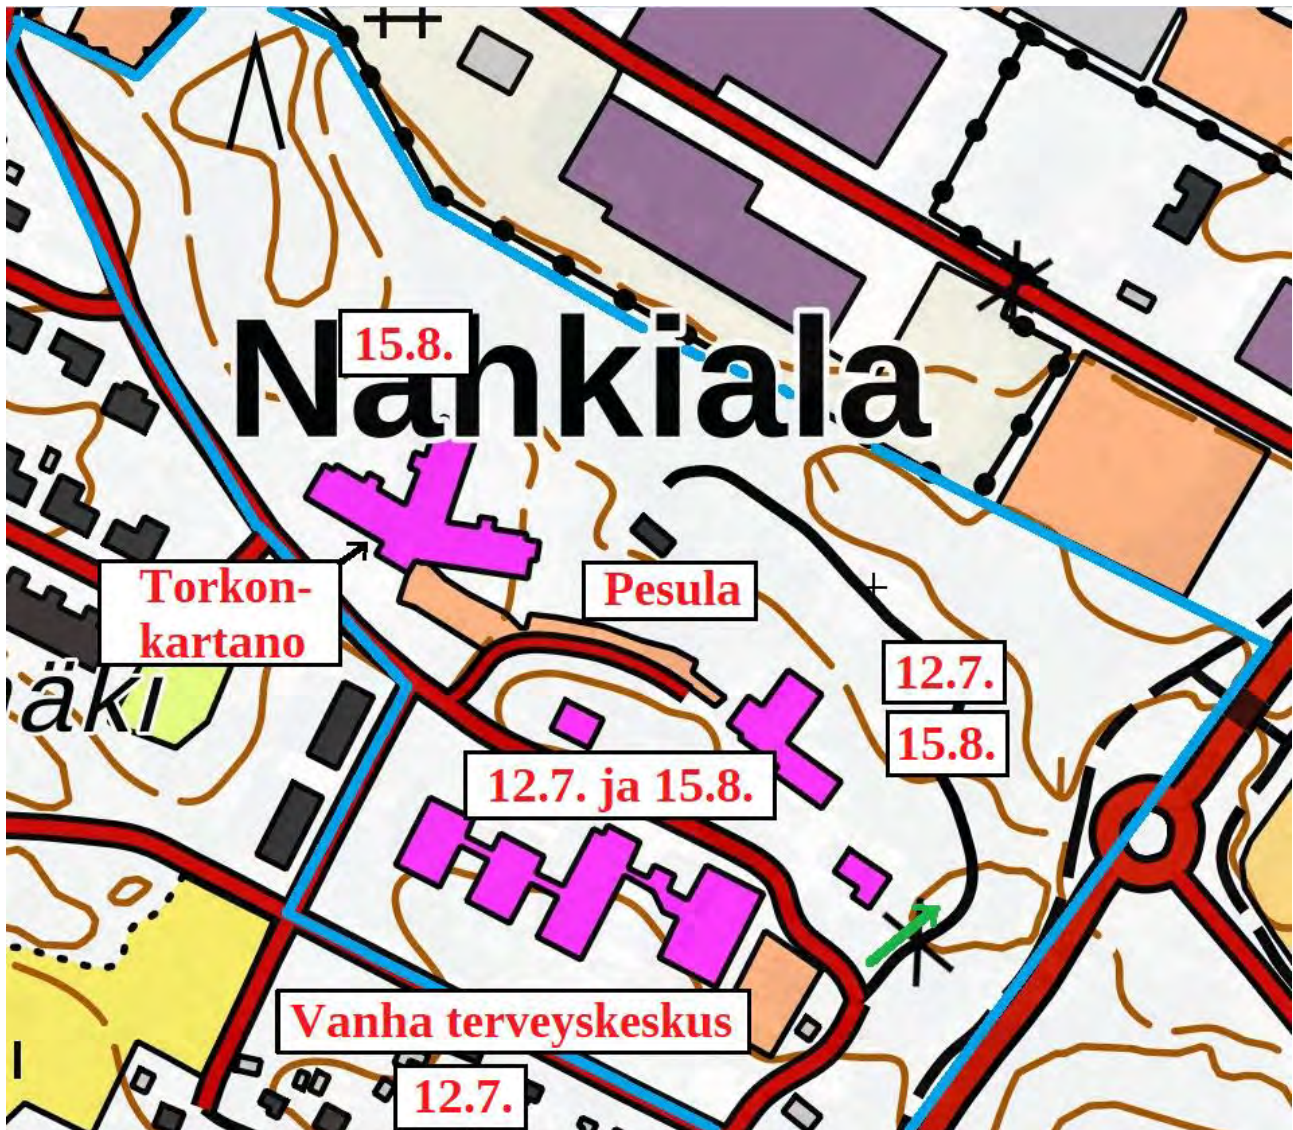 Nahkiala
15.8.
Torkon-
kartano
Pesula
12.7.
15.8.
mäki
12.7. ja 15.8.
Vanha terveyskeskus
12.7.